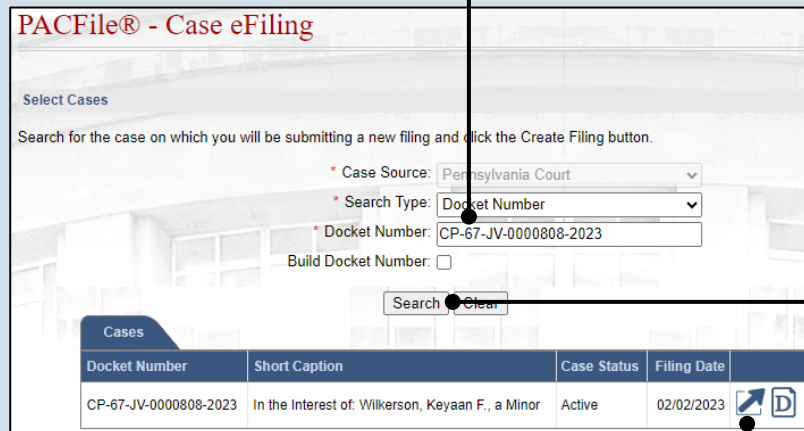 PACFile® - Case eFiling
Select Cases
Search for the case on which you will be submitting a new filing and click the Create Filing button.
* Case Source: Pennsylvania Court
* Search Type: Docket Number
* Docket Number: CP-67-JV-0000808-2023
Build Docket Number:
Search Clear
Cases
Docket Number Short Caption Case Status Filing Date
CP-67-JV-0000808-2023 In the Interest of: Wilkerson, Keyaan F., a Minor Active 02/02/2023 D